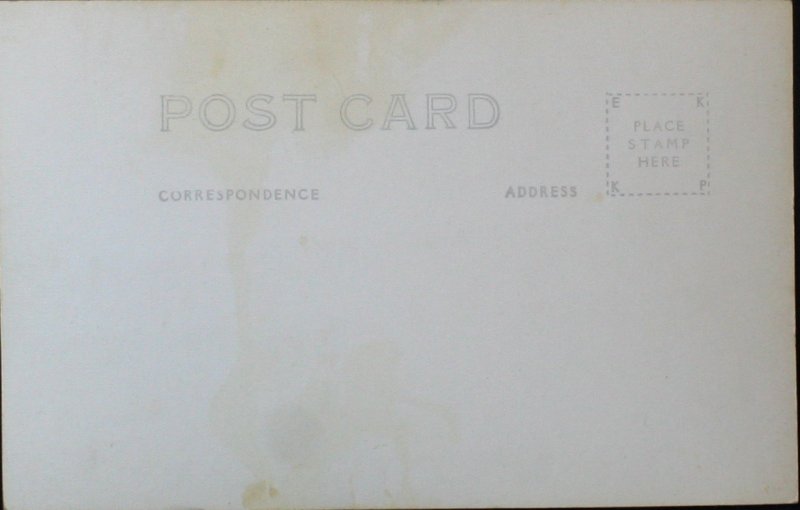 POST CARD
CORRESPONDENCE
ADDRESS
E K
PLACE
STAMP
HERE
K P